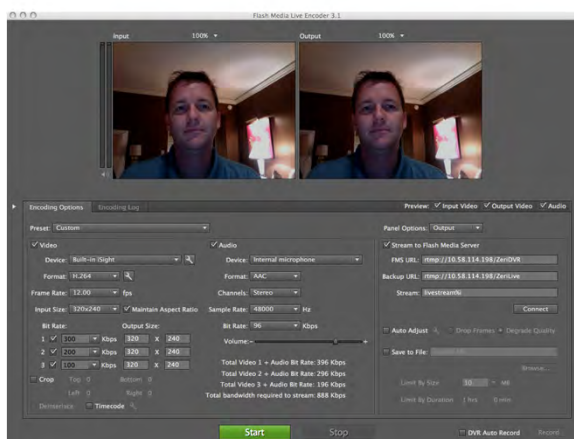 Flash Media Live Encoder 3.1
Input 100% Output 100%
Encoding Options Encoding Log Preview: Input Video Output Video Audio
Preset: Custom Panel Options: Output
Video Audio Stream to Flash Media Server
Device: Built-in iSight Device: Internal microphone FMS URL: rtmp://10.58.114.198/ZeriDVR
Format: H.264 Format: AAC Backup URL: rtmp://10.58.114.198/ZeriLive
Frame Rate: 12.00 fps Channels: Stereo Stream: livestream%i
Input Size: 320x240 Maintain Aspect Ratio Sample Rate: 48000 Hz Connect
Bit Rate: Output Size: Bit Rate: 96 Kbps
1 300 Kbps 320 X 240 Volume: Auto Adjust Drop Frames Degrade Quality
2 200 Kbps 320 X 240 Save to File:
3 100 Kbps 320 X 240 Total Video 1 + Audio Bit Rate: 396 Kbps Browse...
Crop Top 0 Bottom 0 Total Video 2 + Audio Bit Rate: 296 Kbps Limit By Size 10 MB
Left 0 Right 0 Total Video 3 + Audio Bit Rate: 196 Kbps Limit By Duration 1 hrs 0 min
Deinterlace Timecode Total bandwidth required to stream: 888 Kbps
Start Stop DVR Auto Record Record